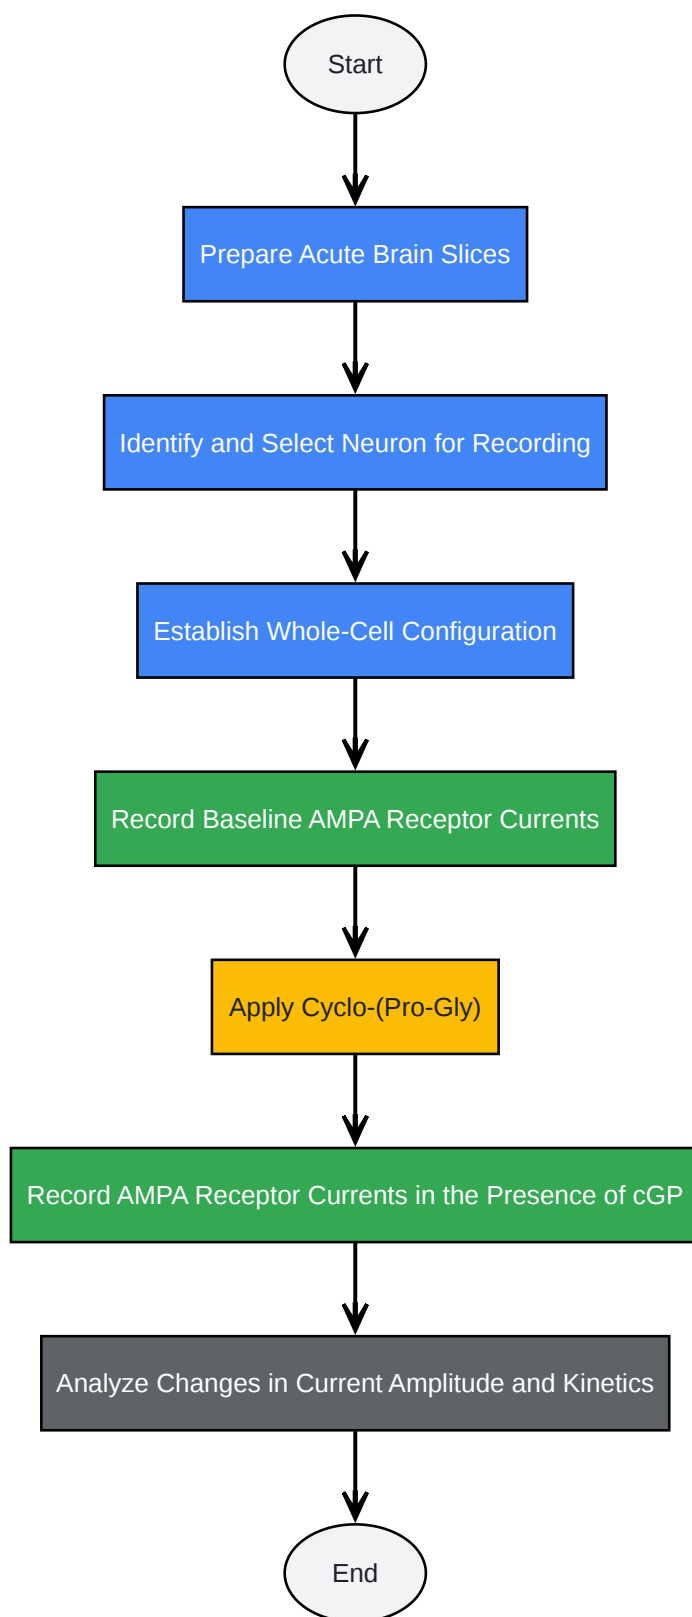 Start
Prepare Acute Brain Slices
Identify and Select Neuron for Recording
Establish Whole-Cell Configuration
Record Baseline AMPA Receptor Currents
Apply Cyclo-(Pro-Gly)
Record AMPA Receptor Currents in the Presence of cGP
Analyze Changes in Current Amplitude and Kinetics
End